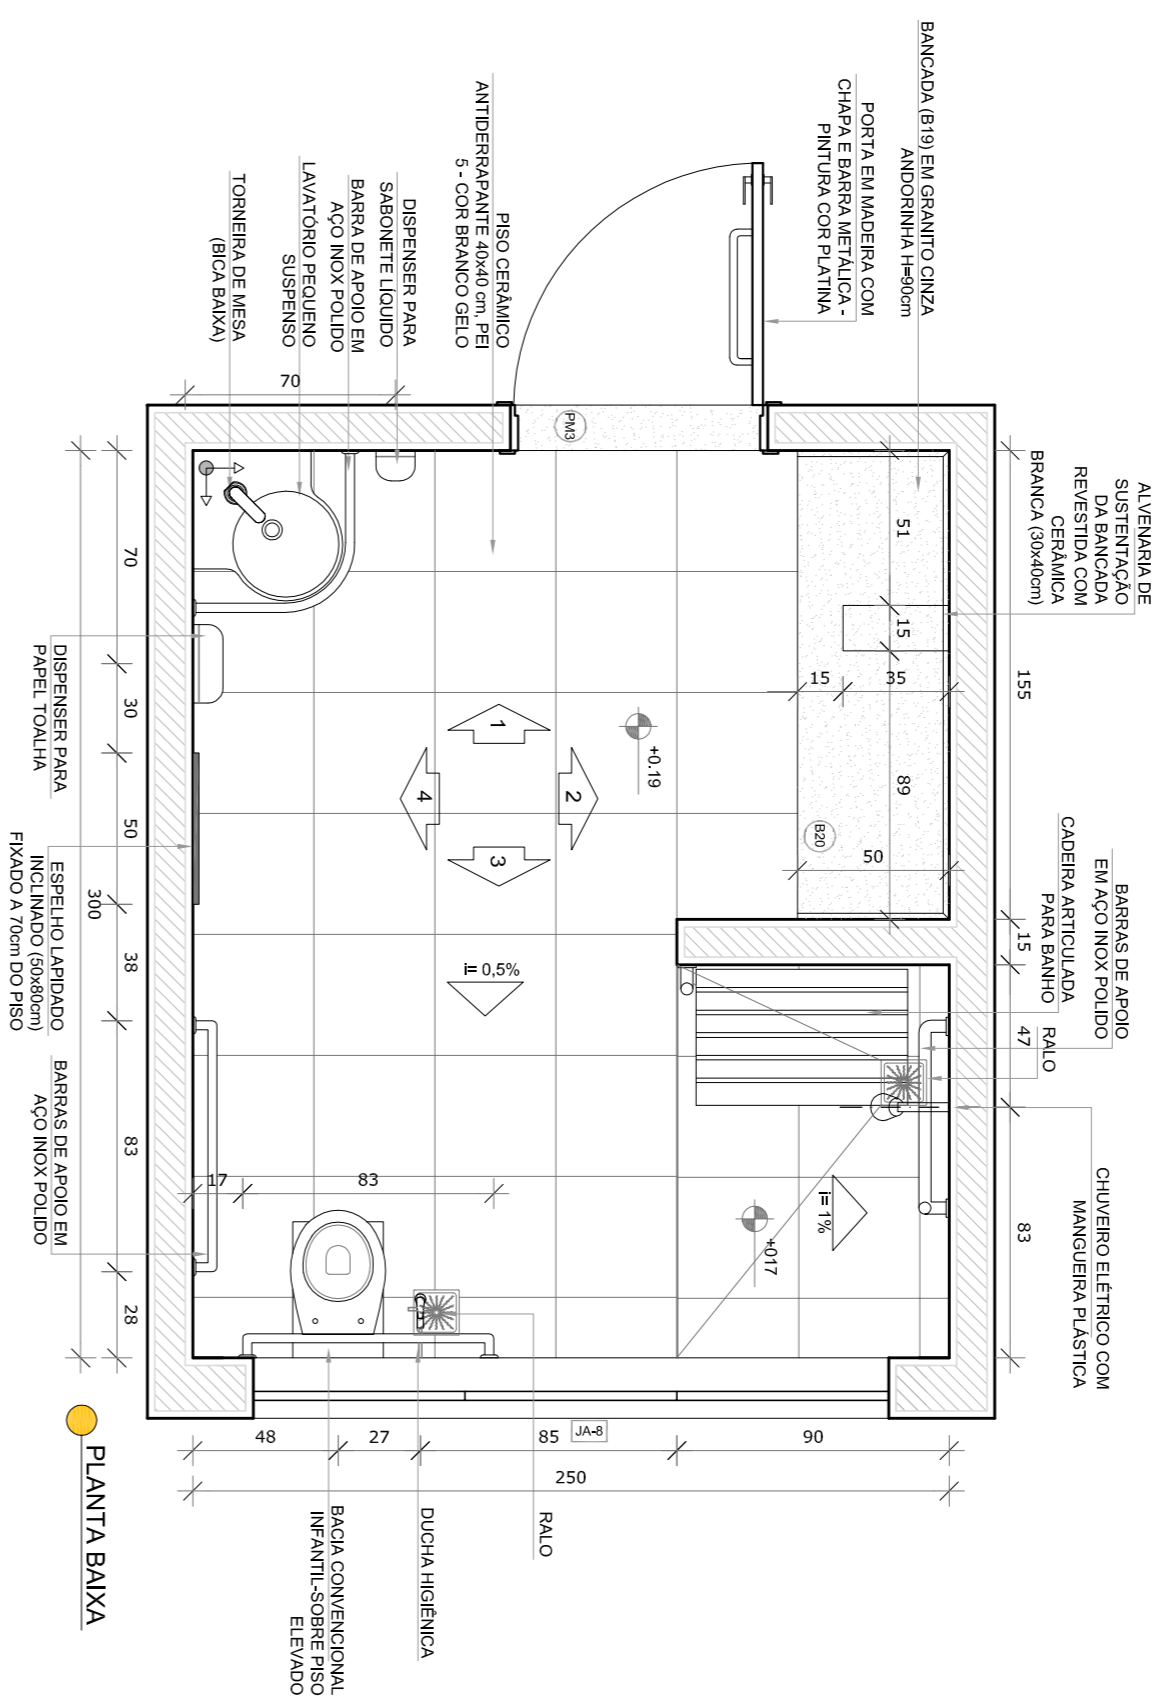 BANCADA (B19) EM GRANITO CINZA
ANDORINHA H=90cm
PORTA EM MADEIRA COM
CHAPA E BARRA METÁLICA -
PINTURA COR PLATINA
PISO CERÂMICO
ANTIDERRAPANTE 40x40 cm, PEI
5 - COR BRANCO GELO
DISPENSER PARA
SABONETE LÍQUIDO
BARRA DE APOIO EM
AÇO INOX POLIDO
LAVATÓRIO PEQUENO
SUSPENSO
TORNEIRA DE MESA
(BICA BAIXA)
ALVENARIA DE
SUSTENTAÇÃO
DA BANCADA
REVESTIDA COM
CERÂMICA
BRANCA (30x40cm)
155
15
47
83
RALO
BARRAS DE APOIO
EM AÇO INOX POLIDO
CADEIRA ARTICULADA
PARA BANHO
CHUVEIRO ELÉTRICO COM
MANGUEIRA PLÁSTICA
70
PM3
51
15
89
15
35
50
B20
+0.19
1
2
3
4
i= 0,5%
i= 1%
+017
17
83
70
30
50
38
83
28
300
DISPENSER PARA
PAPEL TOALHA
ESPELHO LAPIDADO
INCLINADO (50x80cm)
FIXADO A 70cm DO PISO
BARRAS DE APOIO EM
AÇO INOX POLIDO
48
27
85
JA-8
90
250
RALO
DUCHA HIGIÊNICA
BACIA CONVENCIONAL
INFANTIL-SOBRE PISO
ELEVADO
PLANTA BAIXA